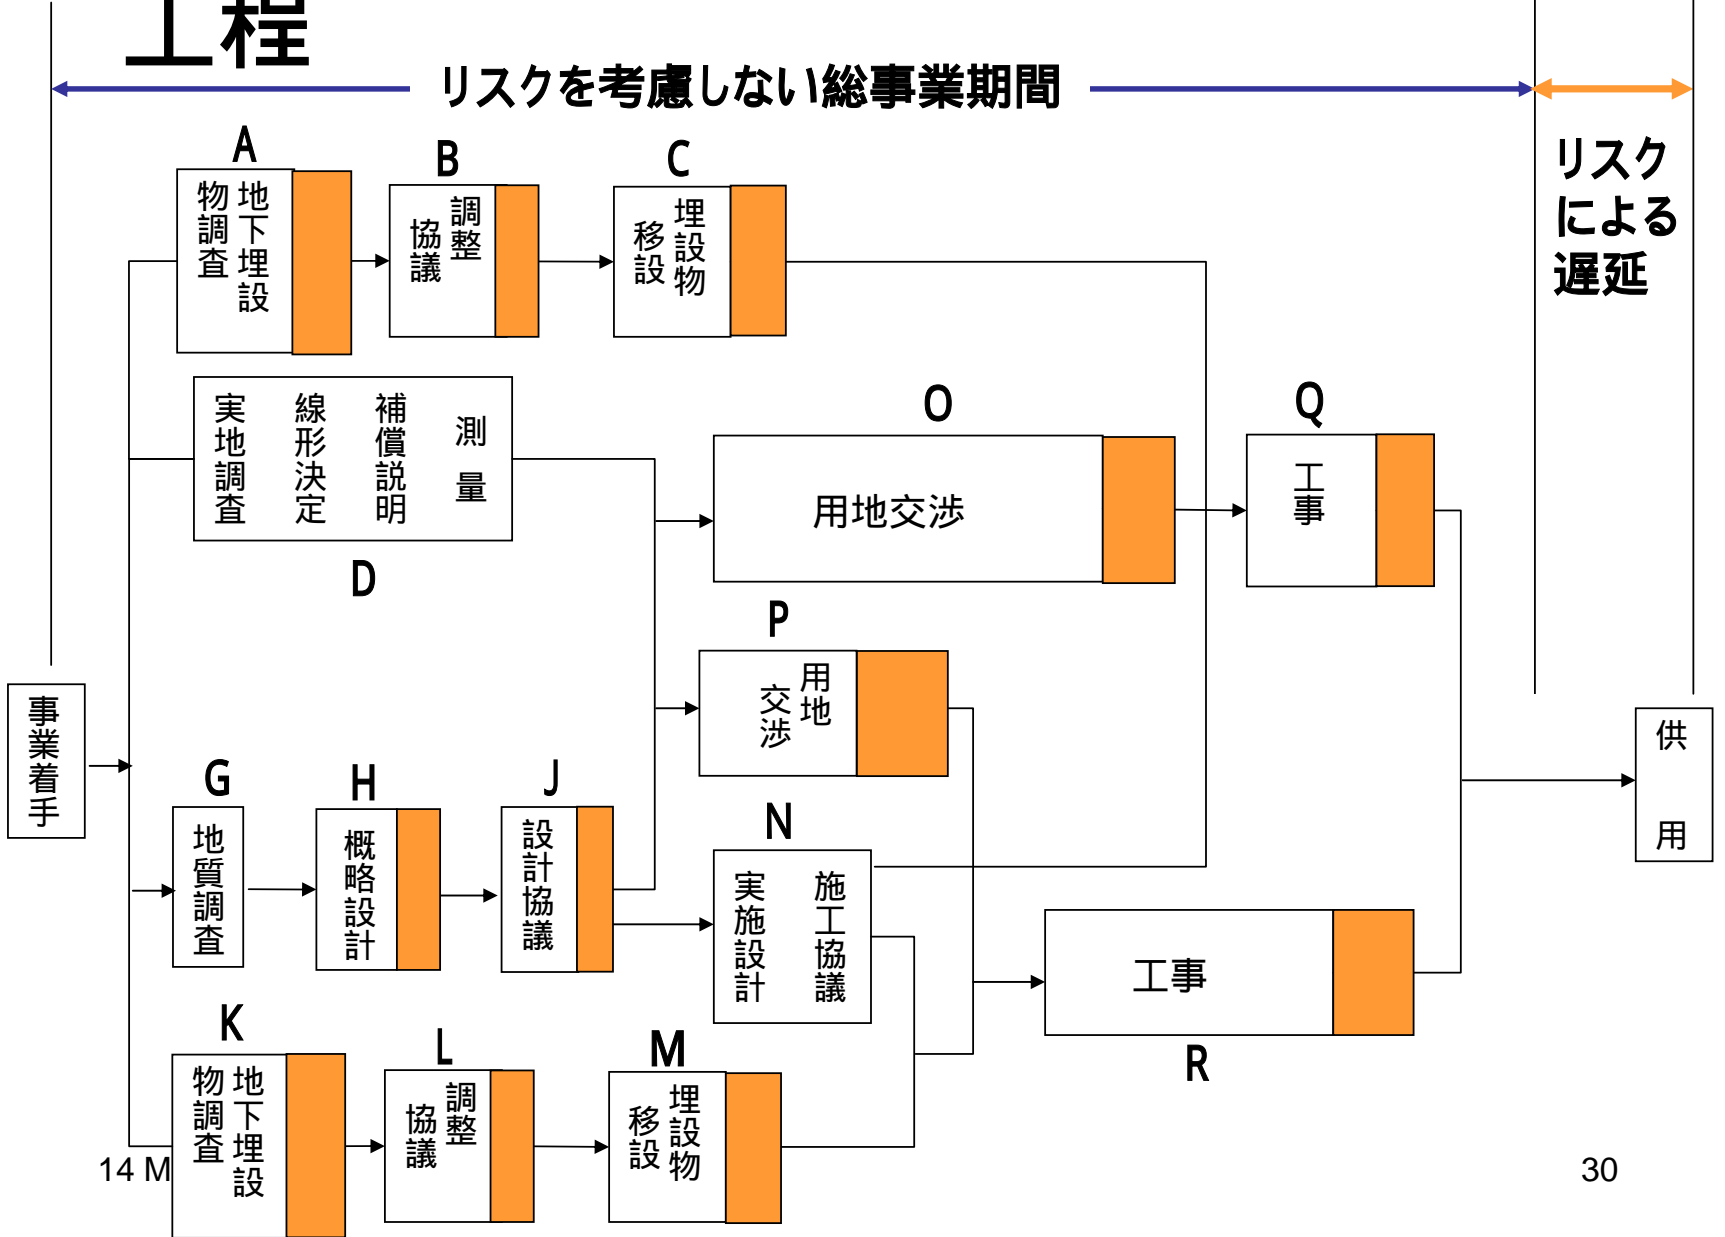 工程
リスクを考慮しない総事業期間
リスク
による
遅延
A
地下埋設
物調査
B
調整
協議
C
埋設物
移設
実地調査
線形決定
補償説明
測量
D
O
用地交渉
Q
工事
P
用地
交渉
事業着手
G
地質調査
H
概略設計
J
設計協議
N
実施設計
施工協議
供用
工事
R
K
地下埋設
物調査
L
調整
協議
M
埋設物
移設
14 M
30